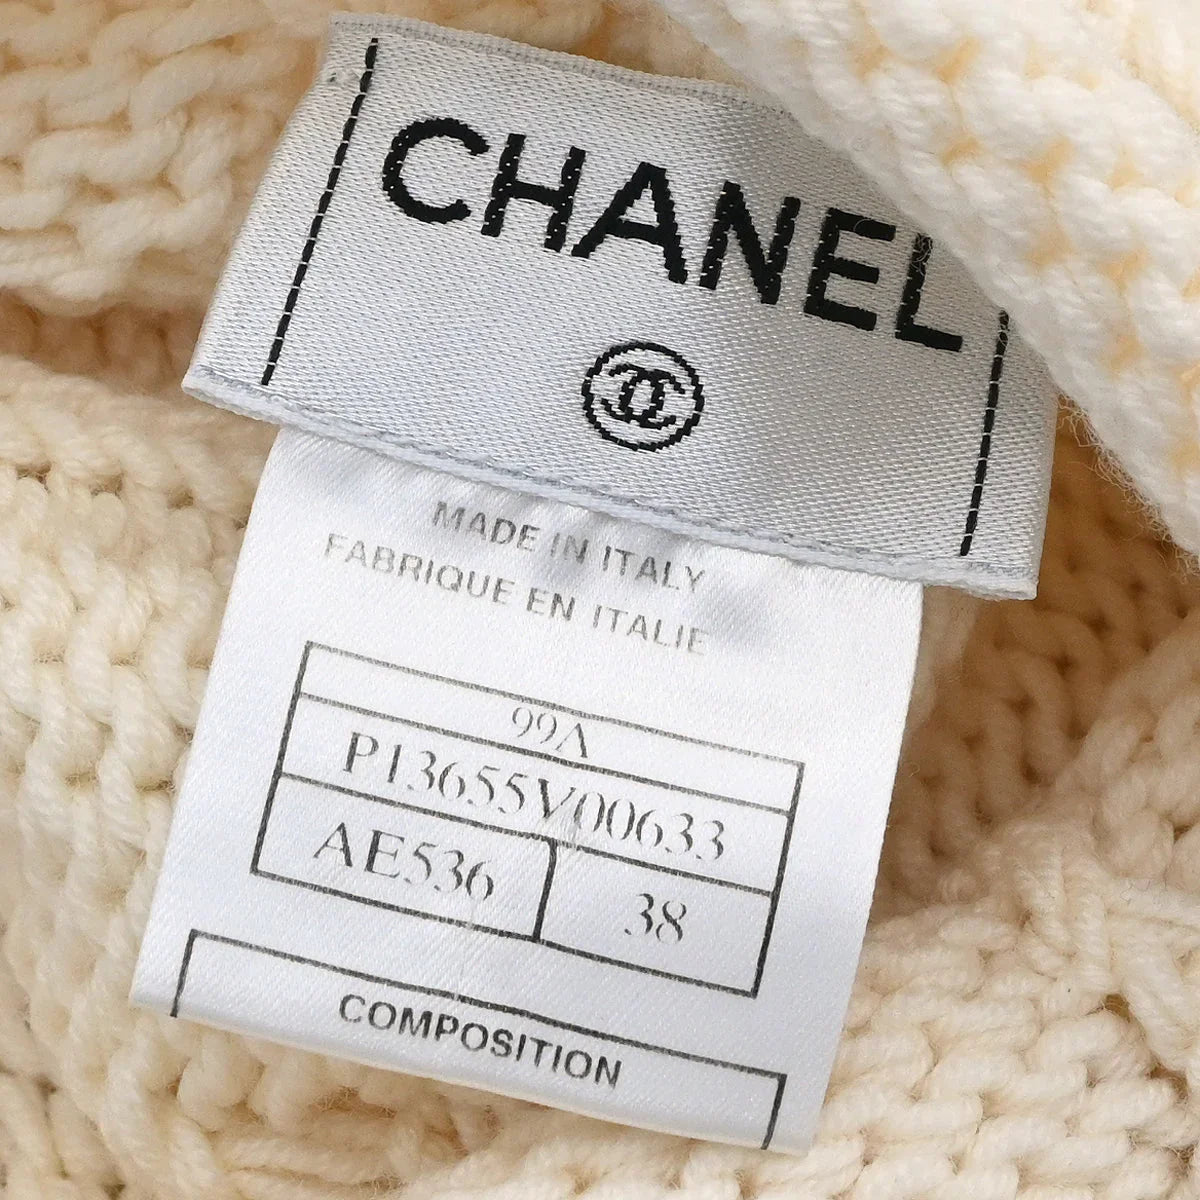 CHANEL
MADE IN ITALY
FABRIQUE EN ITALIE
99A
P13655V00633
AE536
38
COMPOSITION